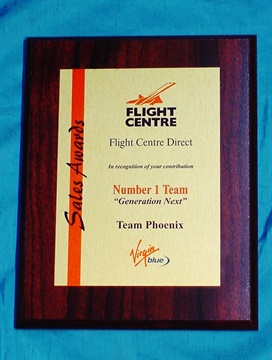 Sales Awards
FLIGHT
CENTRE
Flight Centre Direct
In recognition of your contribution
Number 1 Team
"Generation Next"
Team Phoenix
Virgin
blue